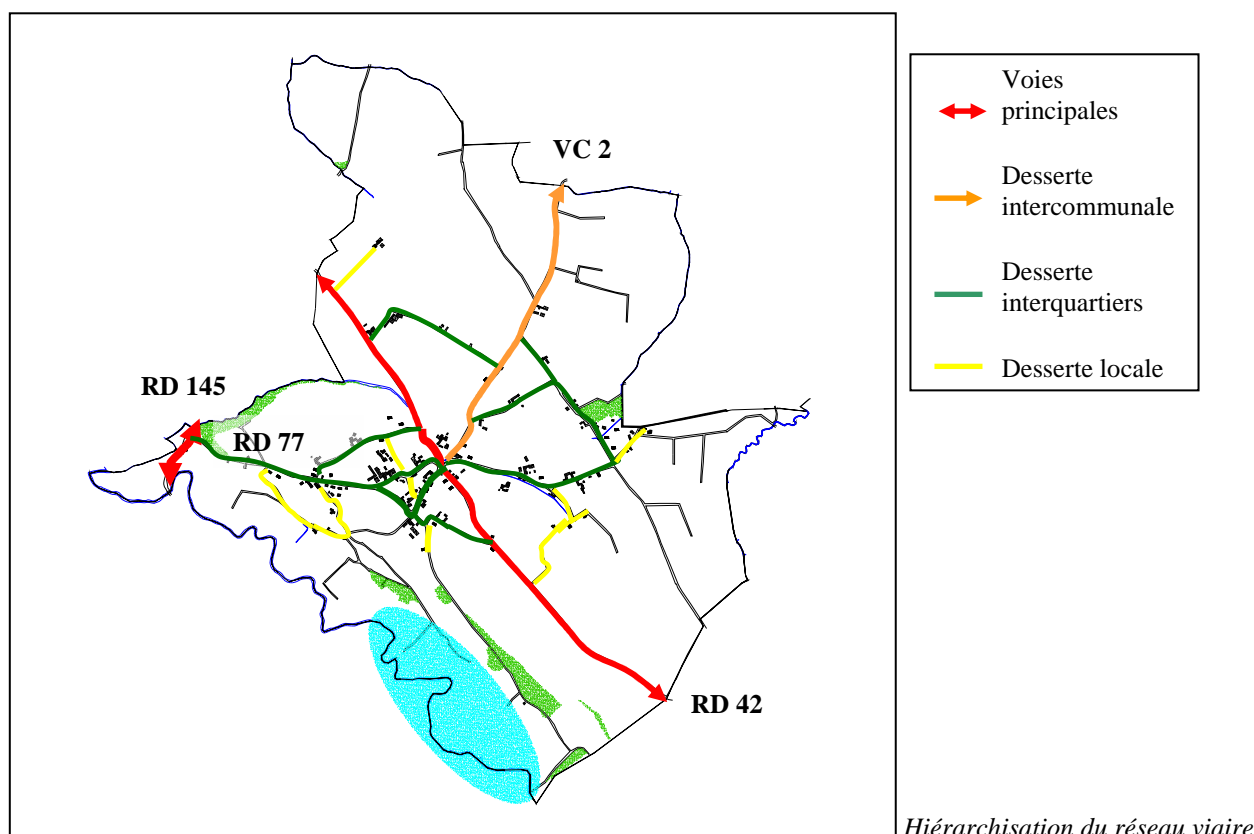 VC 2
RD 145
RD 77
RD 42
Voies
principales
Desserte
intercommunale
Desserte
interquartiers
Desserte locale
Hiérarchisation du réseau viaire